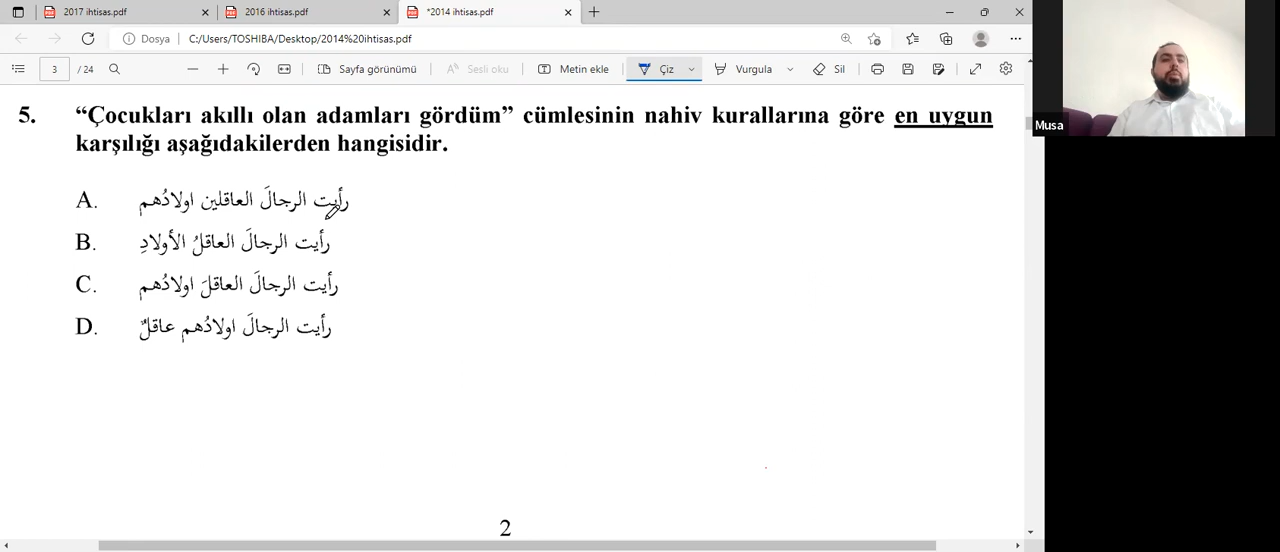 2017 ihtisas.pdf
2016 ihtisas.pdf
*2014 ihtisas.pdf
Dosya
C:/Users/TOSHIBA/Desktop/2014%20ihtisas.pdf
3
/ 24
Sayfa görünümü
Sesli oku
Metin ekle
Çiz
Vurgula
Sil
Musa
5. “Çocukları akıllı olan adamları gördüm” cümlesinin nahiv kurallarına göre en uygun
karşılığı aşağıdakilerden hangisidir.
A. رأيت الرجالَ العاقلين اولادُهم
B. رأيت الرجالَ العاقلُ الأولادِ
C. رأيت الرجالَ العاقلَ اولادُهم
D. رأيت الرجالَ اولادُهم عاقلٌ
2